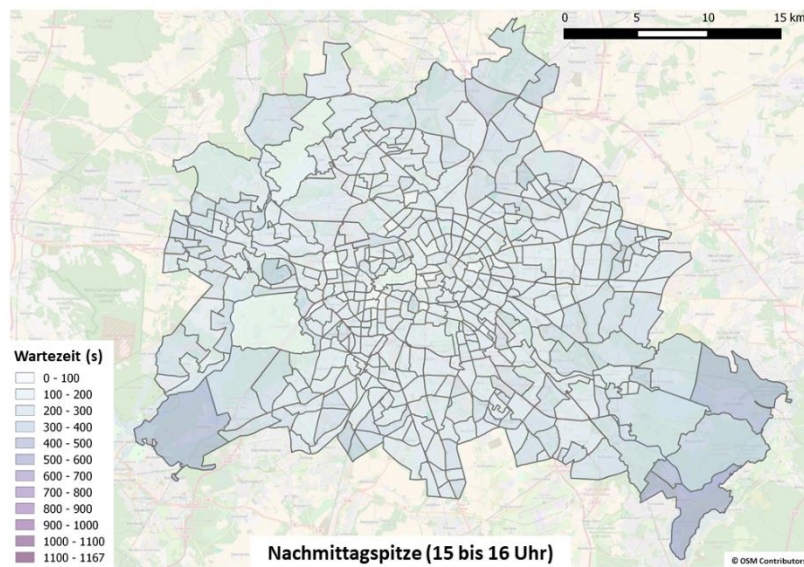 0 5 10 15 km
Wartezeit (s)
0 - 100
100 - 200
200 - 300
300 - 400
400 - 500
500 - 600
600 - 700
700 - 800
800 - 900
900 - 1000
1000 - 1100
1100 - 1167
Nachmittagspitze (15 bis 16 Uhr)
© OSM Contributors